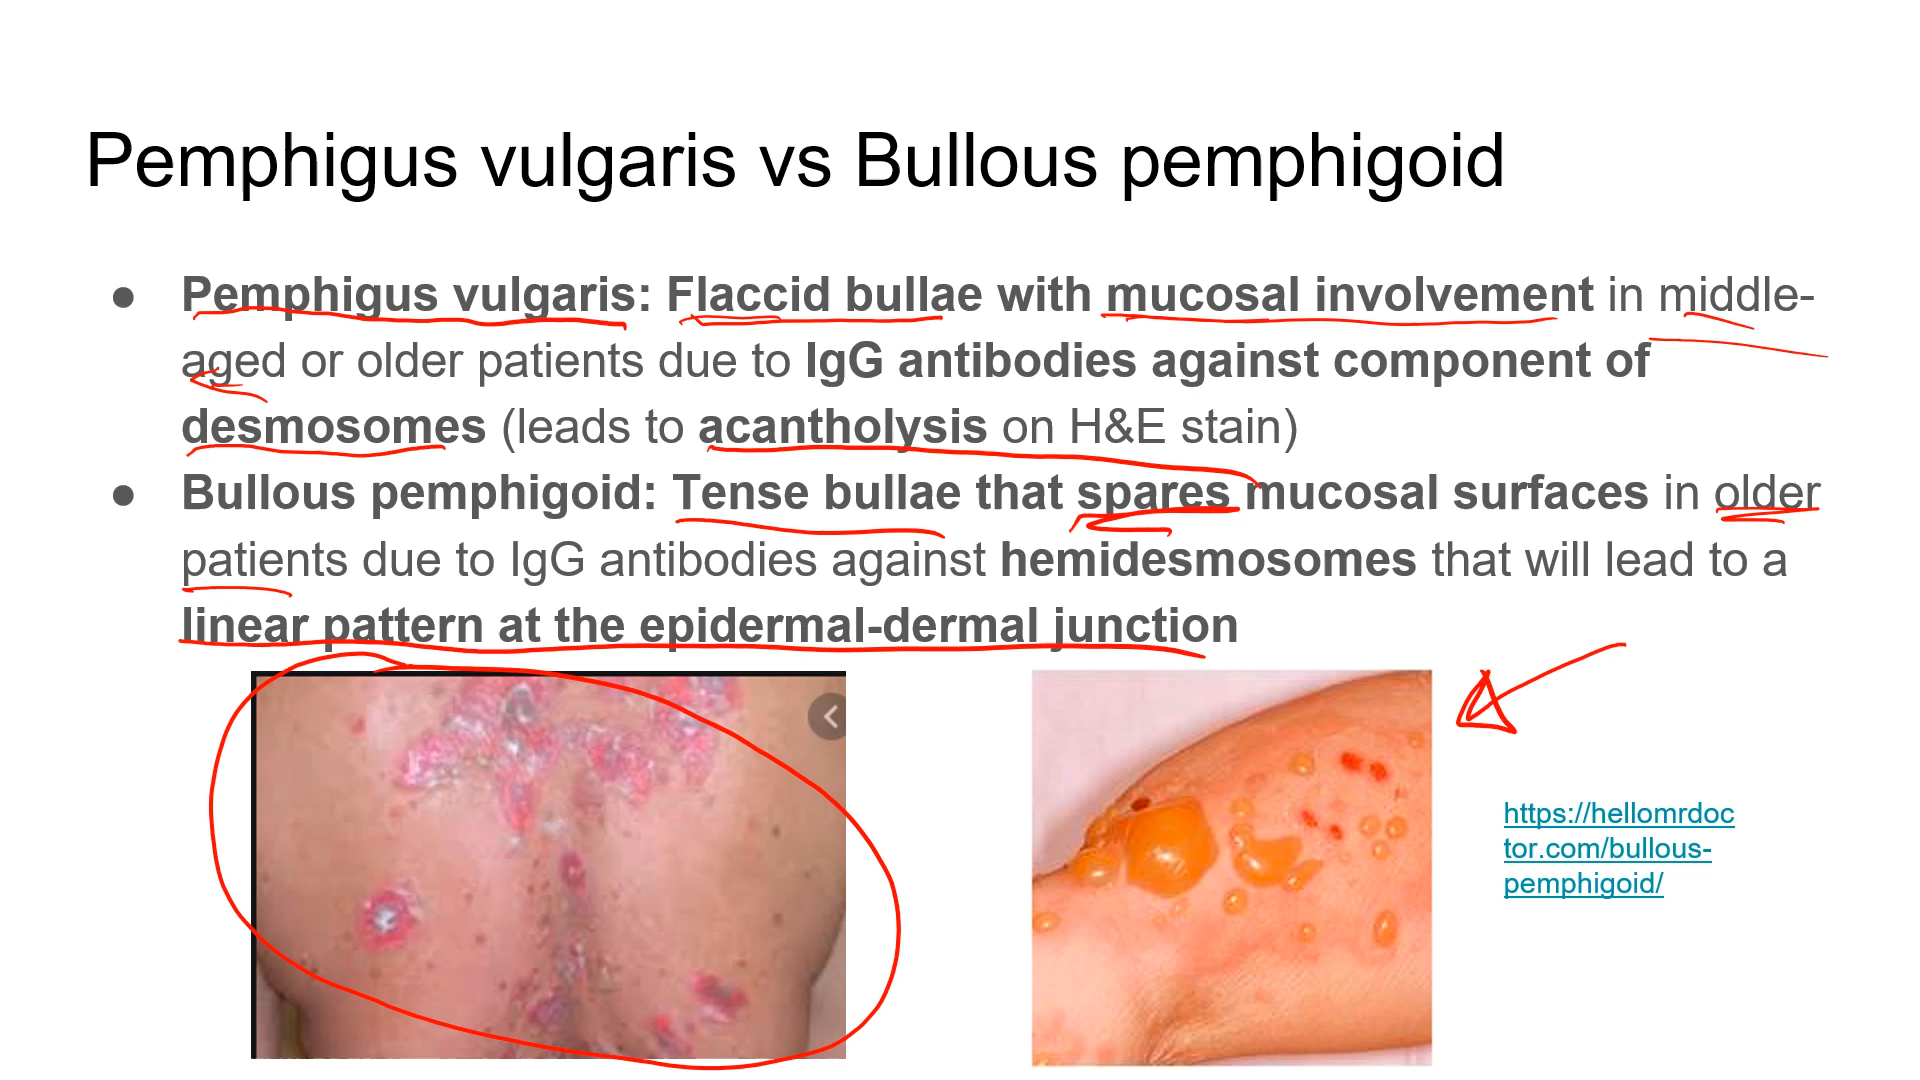 Pemphigus vulgaris vs Bullous pemphigoid
● Pemphigus vulgaris: Flaccid bullae with mucosal involvement in middle-
aged or older patients due to IgG antibodies against component of
desmosomes (leads to acantholysis on H&E stain)
● Bullous pemphigoid: Tense bullae that spares mucosal surfaces in older
patients due to IgG antibodies against hemidesmosomes that will lead to a
linear pattern at the epidermal-dermal junction
https://hellomrdoc
tor.com/bullous-
pemphigoid/